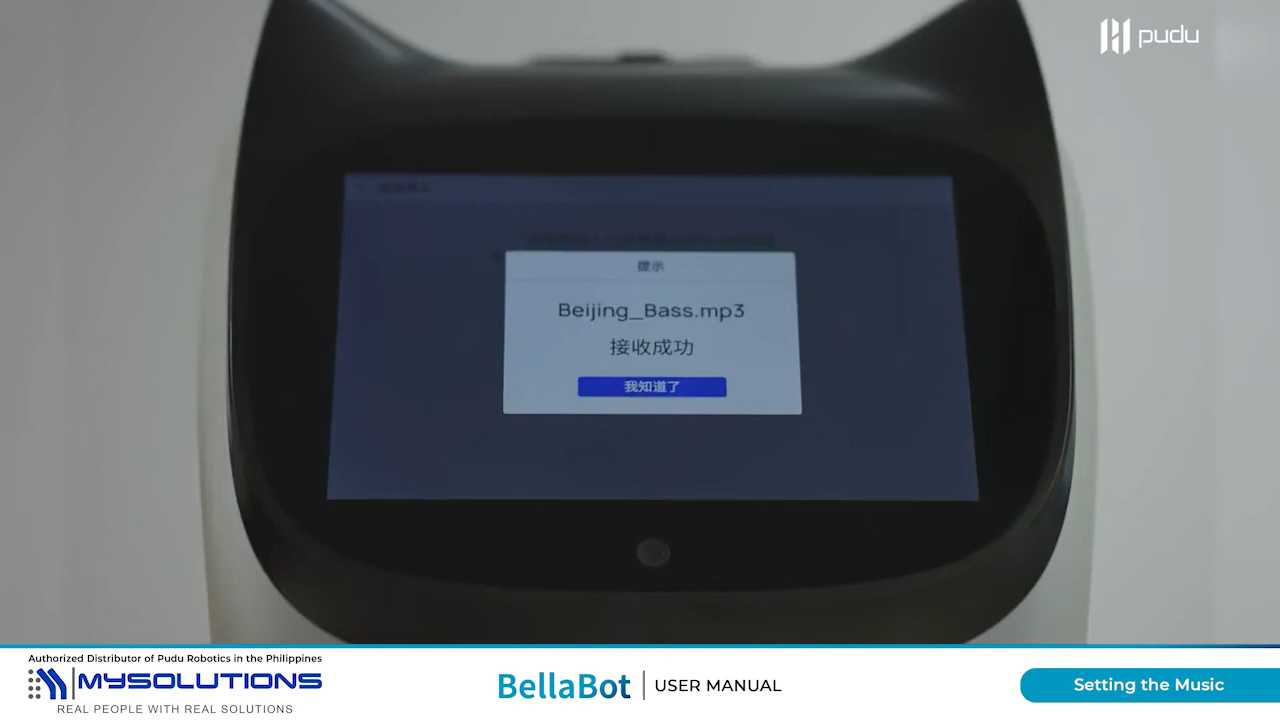 pudu
提示
Beijing_Bass.mp3
接收成功
我知道了
Authorized Distributor of Pudu Robotics in the Philippines
MYSOLUTIONS
REAL PEOPLE WITH REAL SOLUTIONS
BellaBot
USER MANUAL
Setting the Music